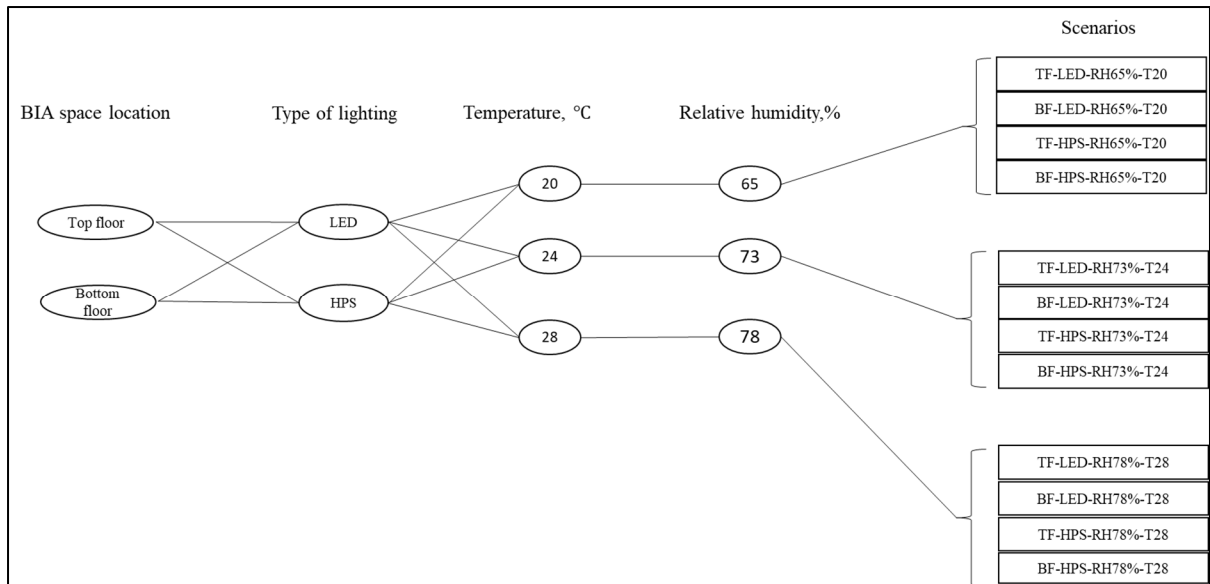 Scenarios
BIA space location
Type of lighting
Temperature, °C
Relative humidity,%
Top floor
Bottom
floor
LED
HPS
20
24
28
65
73
78
TF-LED-RH65%-T20
BF-LED-RH65%-T20
TF-HPS-RH65%-T20
BF-HPS-RH65%-T20
TF-LED-RH73%-T24
BF-LED-RH73%-T24
TF-HPS-RH73%-T24
BF-HPS-RH73%-T24
TF-LED-RH78%-T28
BF-LED-RH78%-T28
TF-HPS-RH78%-T28
BF-HPS-RH78%-T28